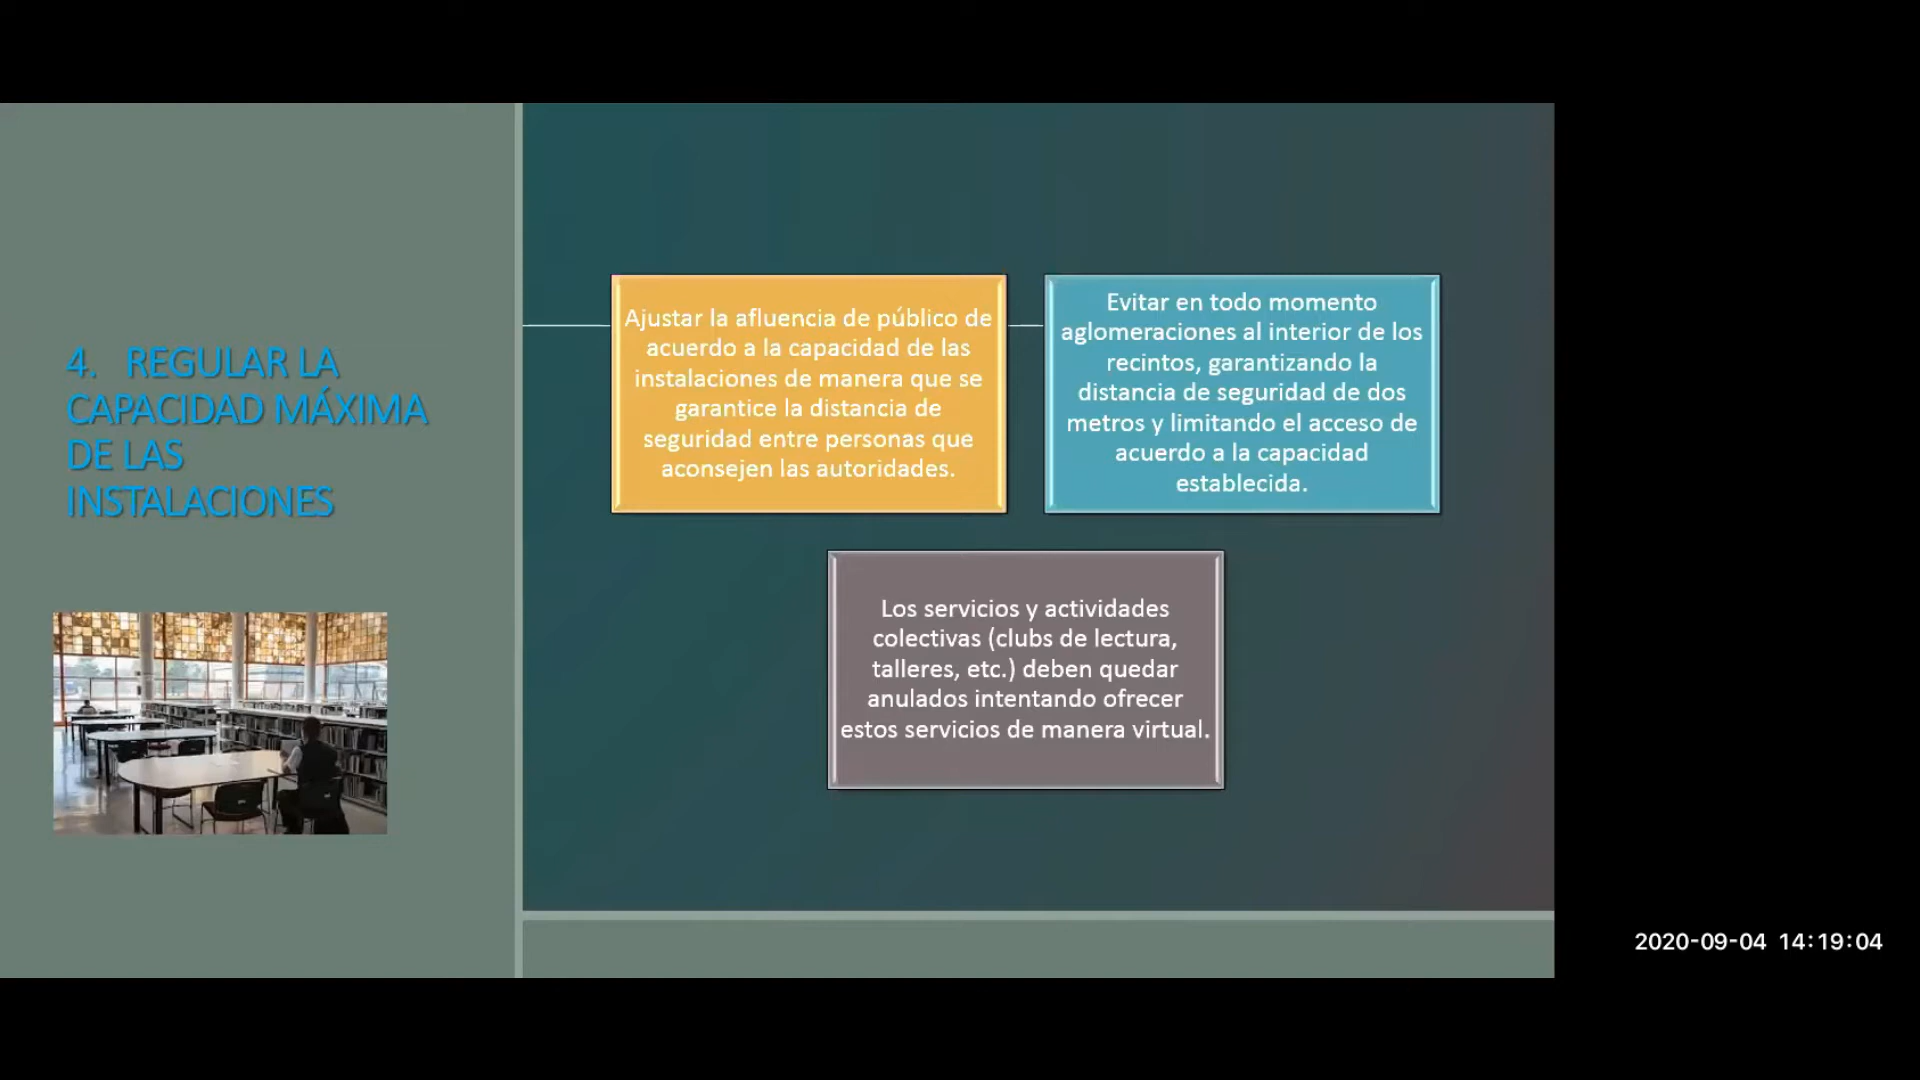 4. REGULAR LA
CAPACIDAD MÁXIMA
DE LAS
INSTALACIONES
Ajustar la afluencia de público de
acuerdo a la capacidad de las
instalaciones de manera que se
garantice la distancia de
seguridad entre personas que
aconsejen las autoridades.
Evitar en todo momento
aglomeraciones al interior de los
recintos, garantizando la
distancia de seguridad de dos
metros y limitando el acceso de
acuerdo a la capacidad
establecida.
Los servicios y actividades
colectivas (clubs de lectura,
talleres, etc.) deben quedar
anulados intentando ofrecer
estos servicios de manera virtual.
2020-09-04 14:19:04